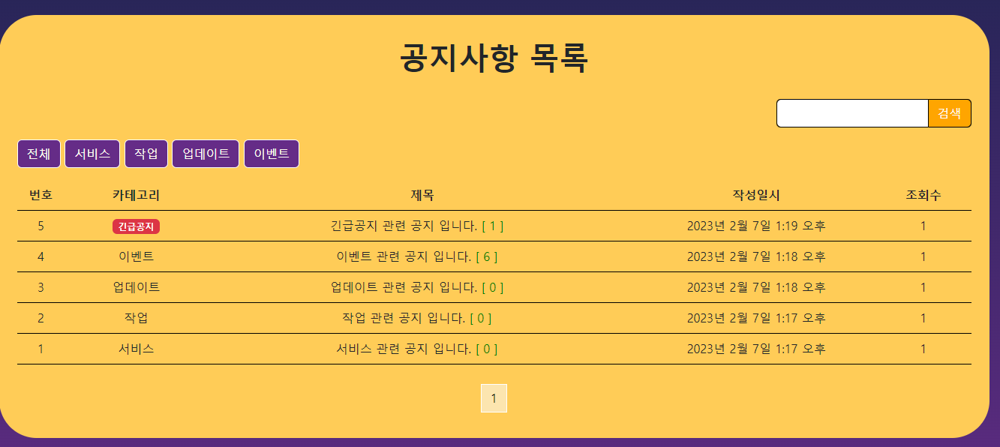 공지사항 목록
검색
전체 서비스 작업 업데이트 이벤트
번호 카테고리 제목 작성일시 조회수
5 긴급공지 긴급공지 관련 공지 입니다. [ 1 ] 2023년 2월 7일 1:19 오후 1
4 이벤트 이벤트 관련 공지 입니다. [ 6 ] 2023년 2월 7일 1:18 오후 1
3 업데이트 업데이트 관련 공지 입니다. [ 0 ] 2023년 2월 7일 1:18 오후 1
2 작업 작업 관련 공지 입니다. [ 0 ] 2023년 2월 7일 1:17 오후 1
1 서비스 서비스 관련 공지 입니다. [ 0 ] 2023년 2월 7일 1:17 오후 1
1